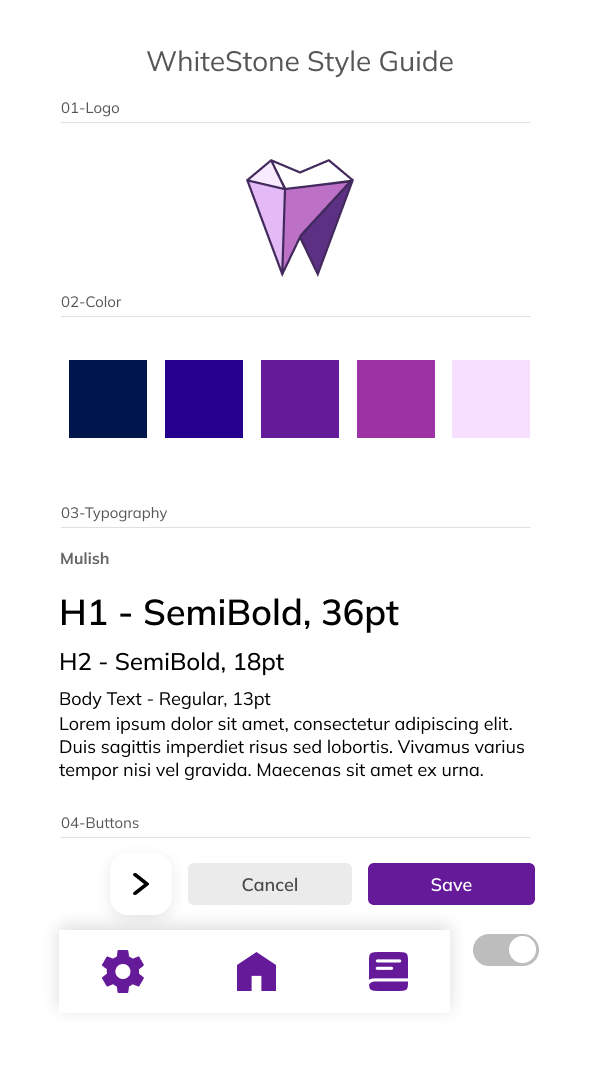 WhiteStone Style Guide
01-Logo
02-Color
03-Typography
Mulish
H1 - SemiBold, 36pt
H2 - SemiBold, 18pt
Body Text - Regular, 13pt
Lorem ipsum dolor sit amet, consectetur adipiscing elit.
Duis sagittis imperdiet risus sed lobortis. Vivamus varius
tempor nisi vel gravida. Maecenas sit amet ex urna.
04-Buttons
Cancel
Save